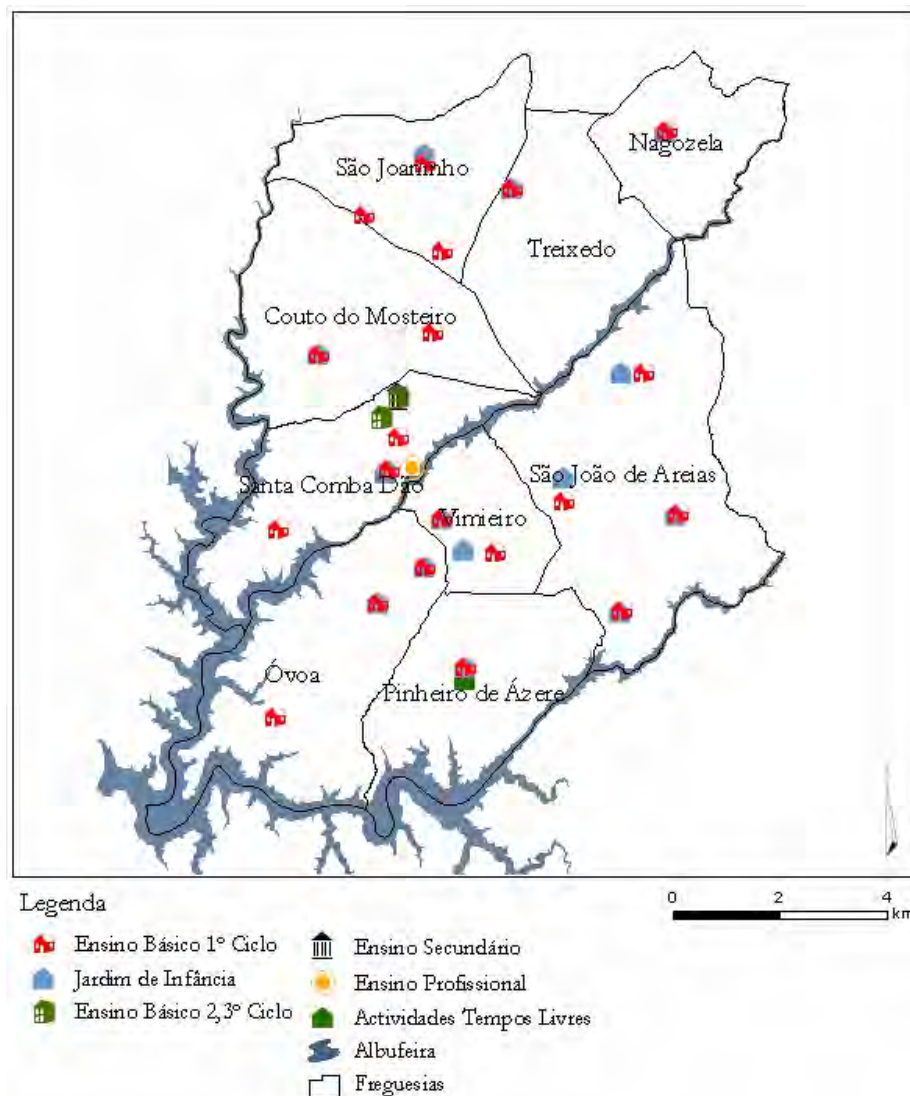 Nagozela
São Joaninho
Treixedo
Couto do Mosteiro
São João de Areias
Santa Comba Dão
Vimieiro
Óvoa
Pinheiro de Ázere
Legenda
0 2 4
km
Ensino Básico 1º Ciclo
Jardim de Infância
Ensino Básico 2,3º Ciclo
Ensino Secundário
Ensino Profissional
Actividades Tempos Livres
Albufeira
Freguesias